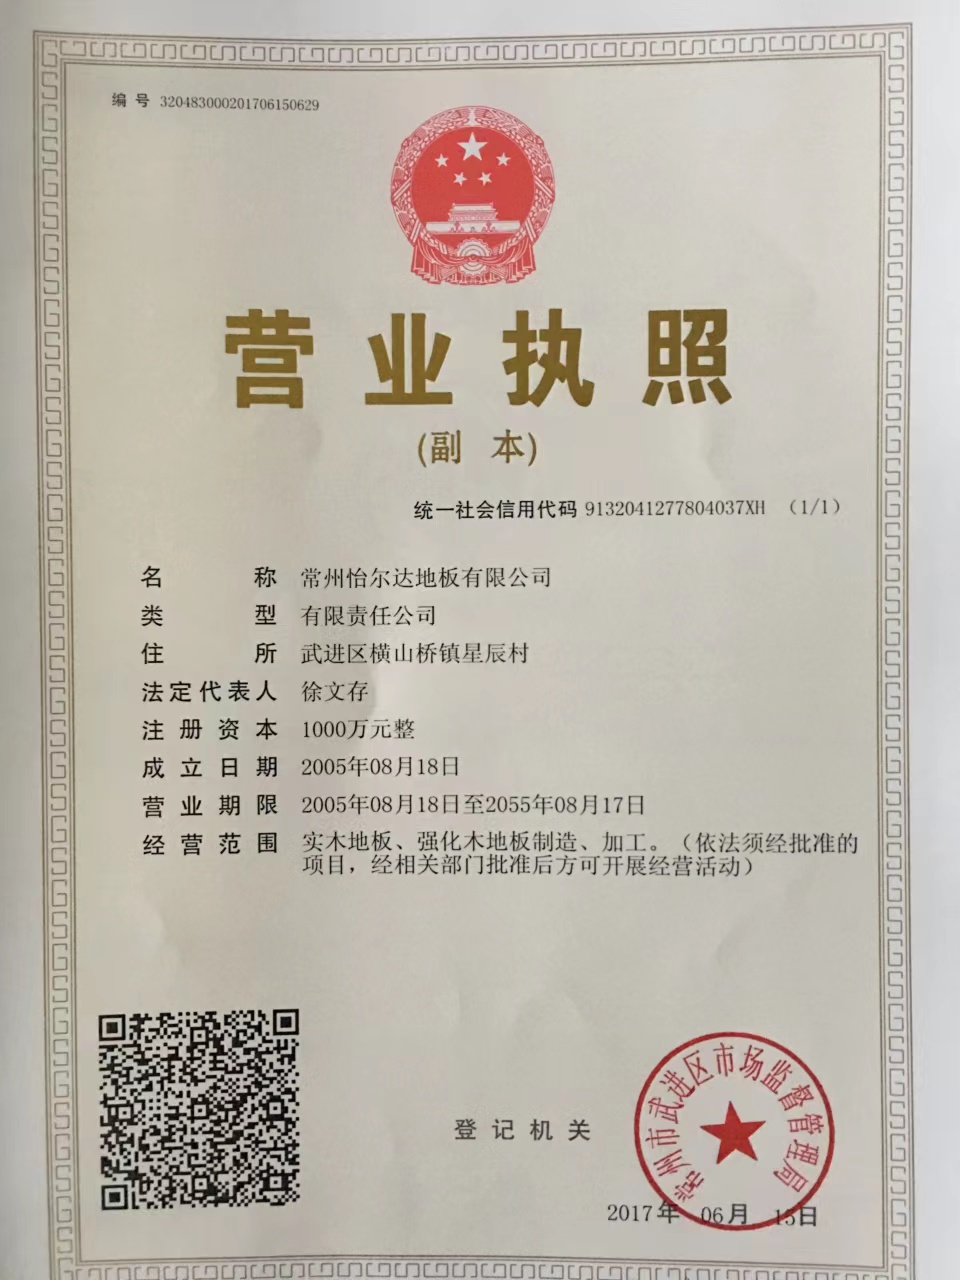 编号 320483000201706150629
营业执照
(副 本)
统一社会信用代码 9132041277804037XH （1/1）
名称 常州怡尔达地板有限公司
类型 有限责任公司
住所 武进区横山桥镇星辰村
法定代表人 徐文存
注册资本 1000万元整
成立日期 2005年08月18日
营业期限 2005年08月18日至2055年08月17日
经营范围 实木地板、强化木地板制造、加工。（依法须经批准的
项目，经相关部门批准后方可开展经营活动）
常州市武进区市场监督管理局
登记机关
2017年 06月 15日